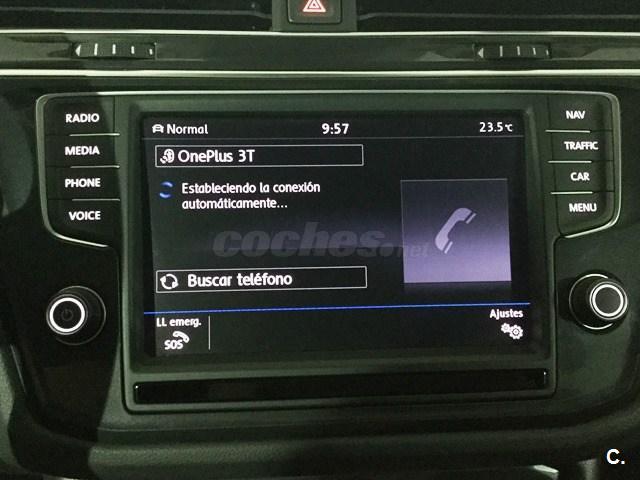 RADIO
MEDIA
PHONE
VOICE
Normal
9:57
23.5°C
OnePlus 3T
Estableciendo la conexión
automáticamente...
coches.net
Buscar teléfono
LL emerg.
SOS
Ajustes
NAV
TRAFFIC
CAR
MENU
C.